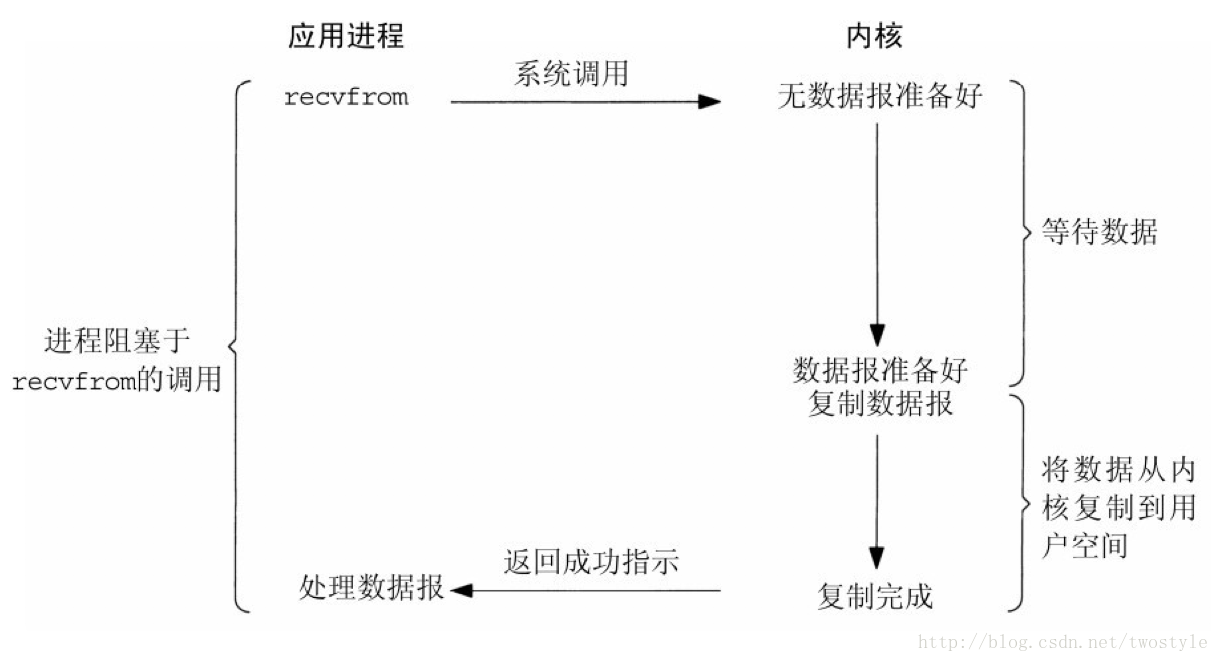 应用进程
内核
recvfrom
系统调用
无数据报准备好
等待数据
进程阻塞于
recvfrom的调用
数据报准备好
复制数据报
将数据从内
核复制到用
户空间
返回成功指示
处理数据报
复制完成
http://blog.csdn.net/twostyle